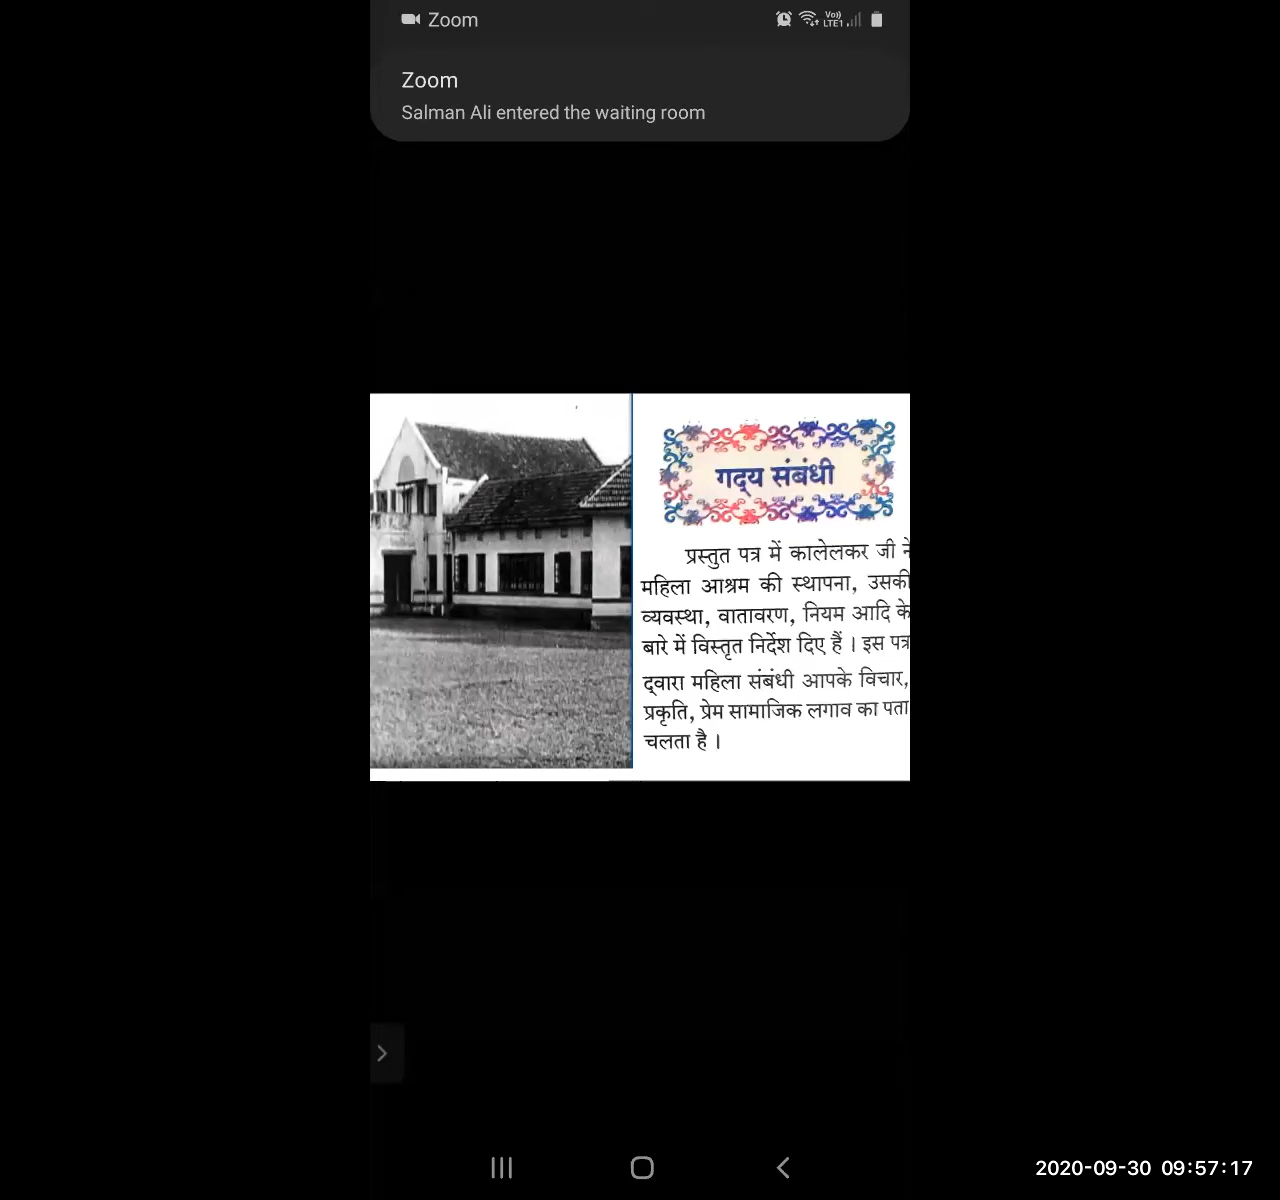 Zoom
Zoom
Salman Ali entered the waiting room
गद्य संबंधी
प्रस्तुत पत्र में कालेलकर जी ने
महिला आश्रम की स्थापना, उसकी
व्यवस्था, वातावरण, नियम आदि के
बारे में विस्तृत निर्देश दिए हैं । इस पत्र
द्वारा महिला संबंधी आपके विचार,
प्रकृति, प्रेम सामाजिक लगाव का पता
चलता है ।
2020-09-30 09:57:17